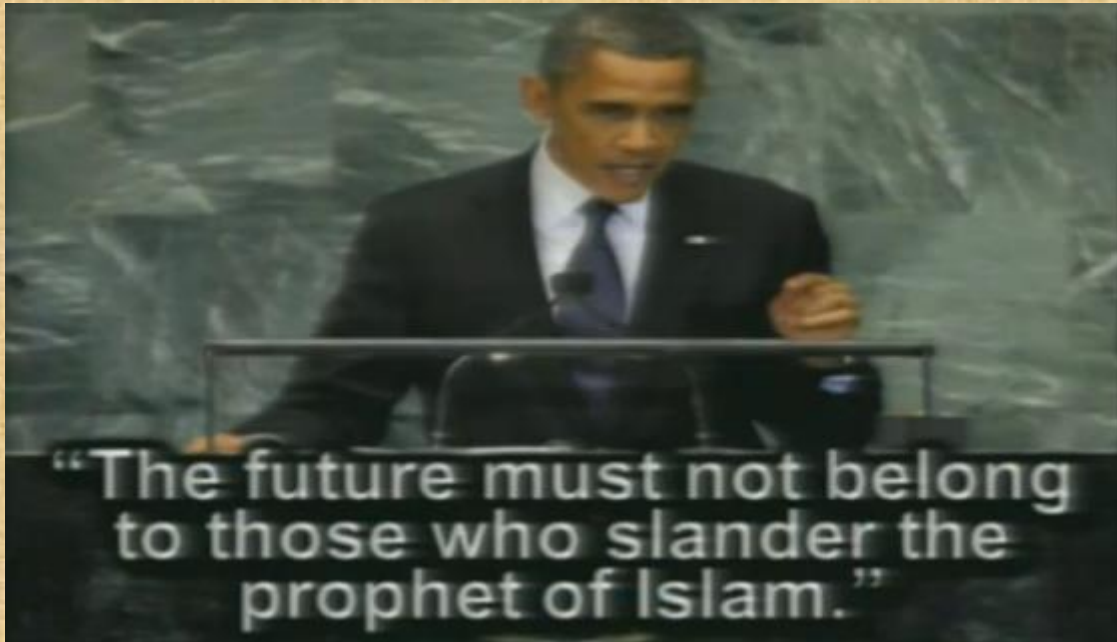 “The future must not belong
to those who slander the
prophet of Islam.”